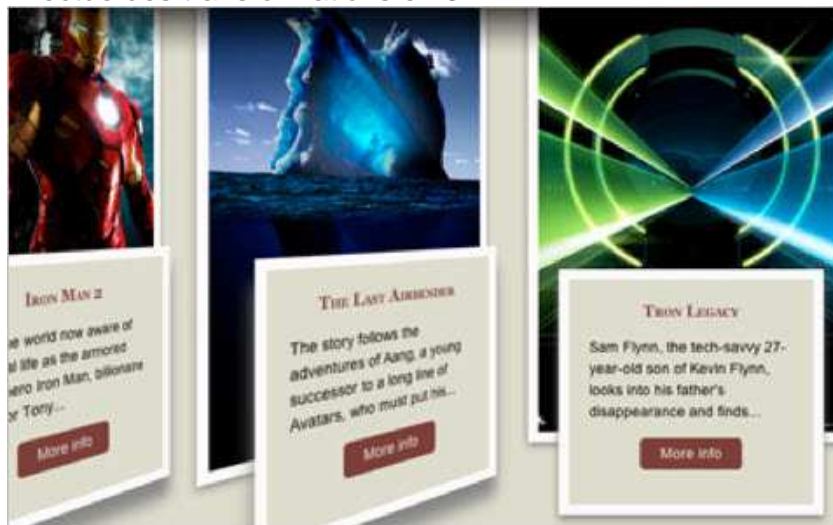 IRON MAN 2
e world now aware of
al life as the armored
ero Iron Man, billionaire
or Tony...
More info
THE LAST AIRBENDER
The story follows the
adventures of Aang, a young
successor to a long line of
Avatars, who must put his...
More info
TRON LEGACY
Sam Flynn, the tech-savvy 27-
year-old son of Kevin Flynn,
looks into his father's
disappearance and finds...
More info